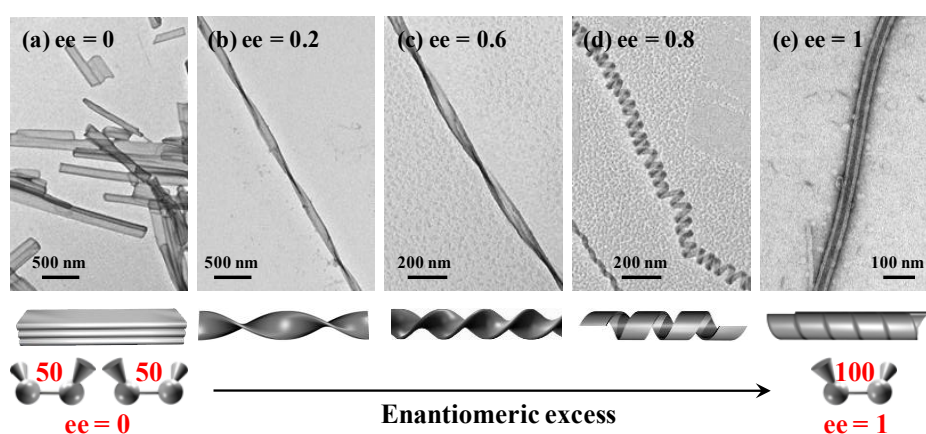 (a) ee = 0
(b) ee = 0.2
(c) ee = 0.6
(d) ee = 0.8
(e) ee = 1
500 nm
500 nm
200 nm
200 nm
100 nm
50
50
100
ee = 0
Enantiomeric excess
ee = 1